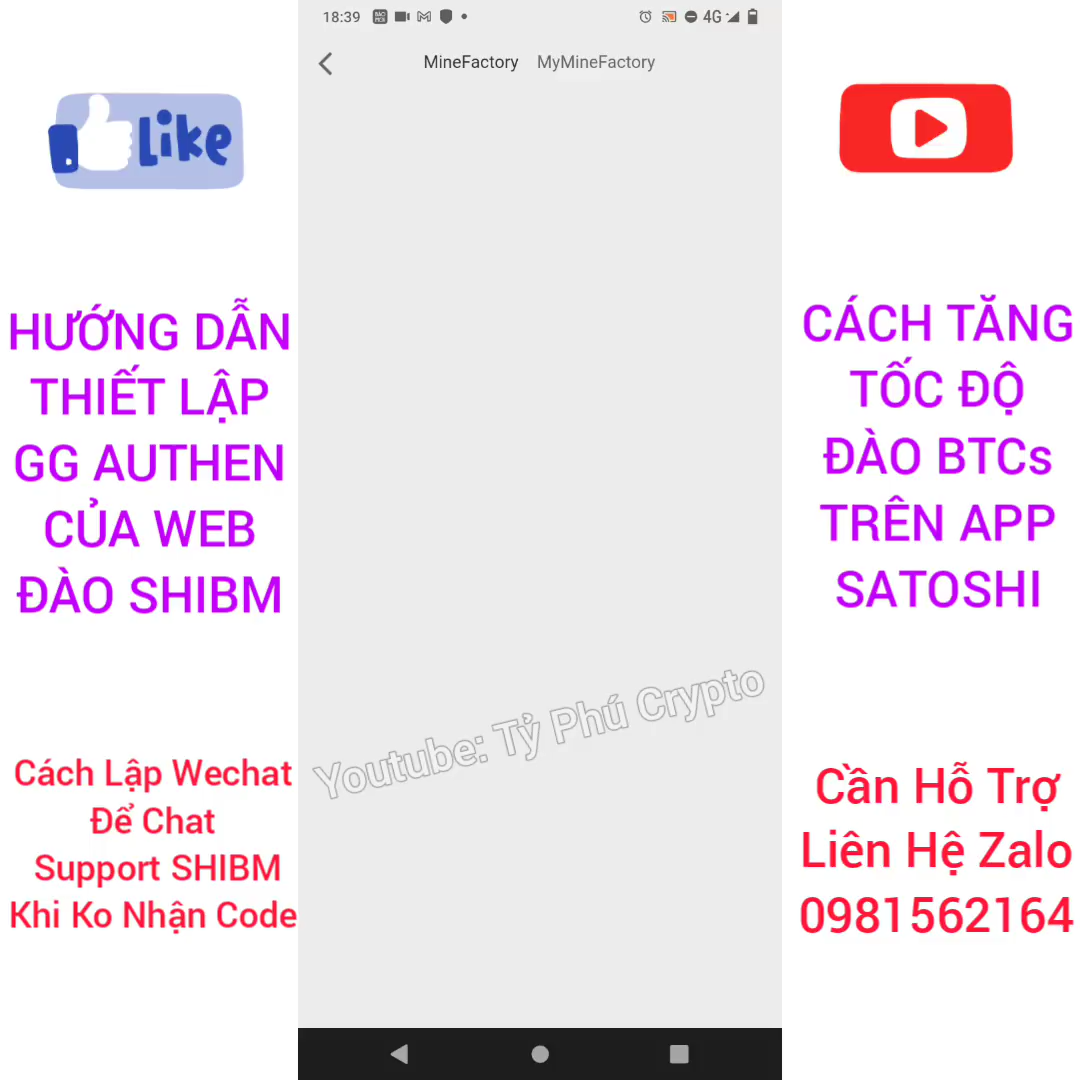 18:39
4G
MineFactory MyMineFactory
Like
HƯỚNG DẪN
THIẾT LẬP
GG AUTHEN
CỦA WEB
ĐÀO SHIBM
Cách Lập Wechat
Để Chat
Support SHIBM
Khi Ko Nhận Code
Youtube: Tỷ Phú Crypto
CÁCH TĂNG
TỐC ĐỘ
ĐÀO BTCs
TRÊN APP
SATOSHI
Cần Hỗ Trợ
Liên Hệ Zalo
0981562164